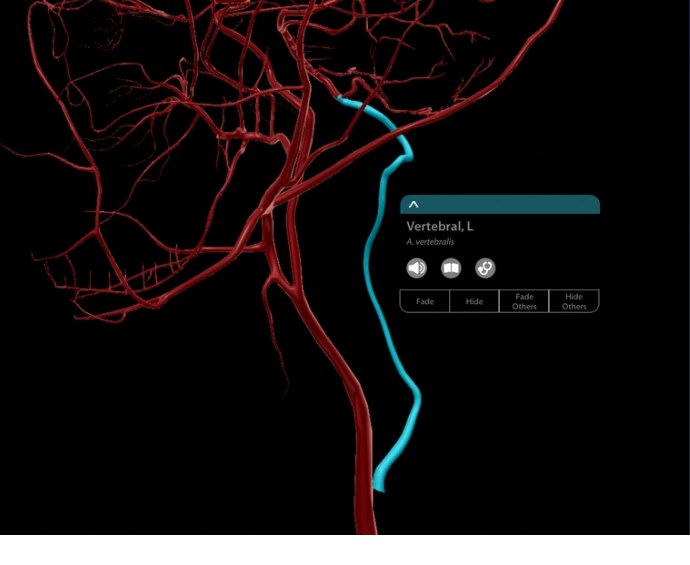 Vertebral, L
A. vertebralis
Fade
Hide
Fade
Others
Hide
Others